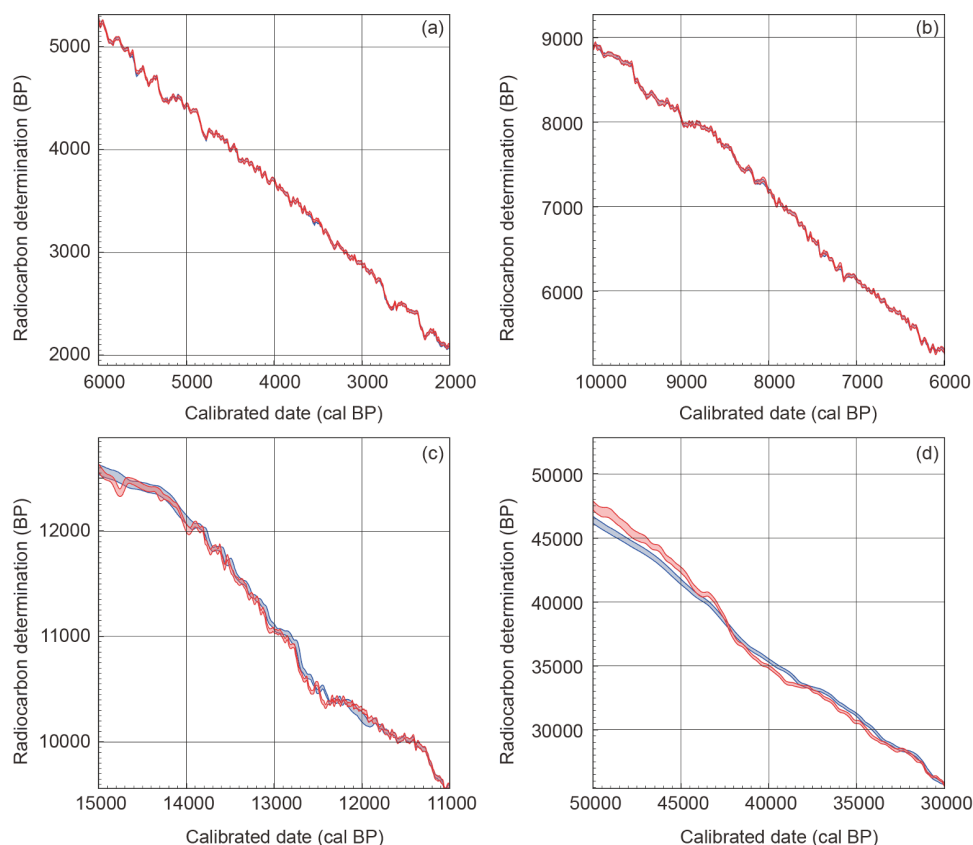 (a)
Radiocarbon determination (BP)
5000
4000
3000
2000
6000 5000 4000 3000 2000
Calibrated date (cal BP)
(b)
Radiocarbon determination (BP)
9000
8000
7000
6000
10000 9000 8000 7000 6000
Calibrated date (cal BP)
(c)
Radiocarbon determination (BP)
12000
11000
10000
15000 14000 13000 12000 11000
Calibrated date (cal BP)
(d)
Radiocarbon determination (BP)
50000
45000
40000
35000
30000
50000 45000 40000 35000 30000
Calibrated date (cal BP)